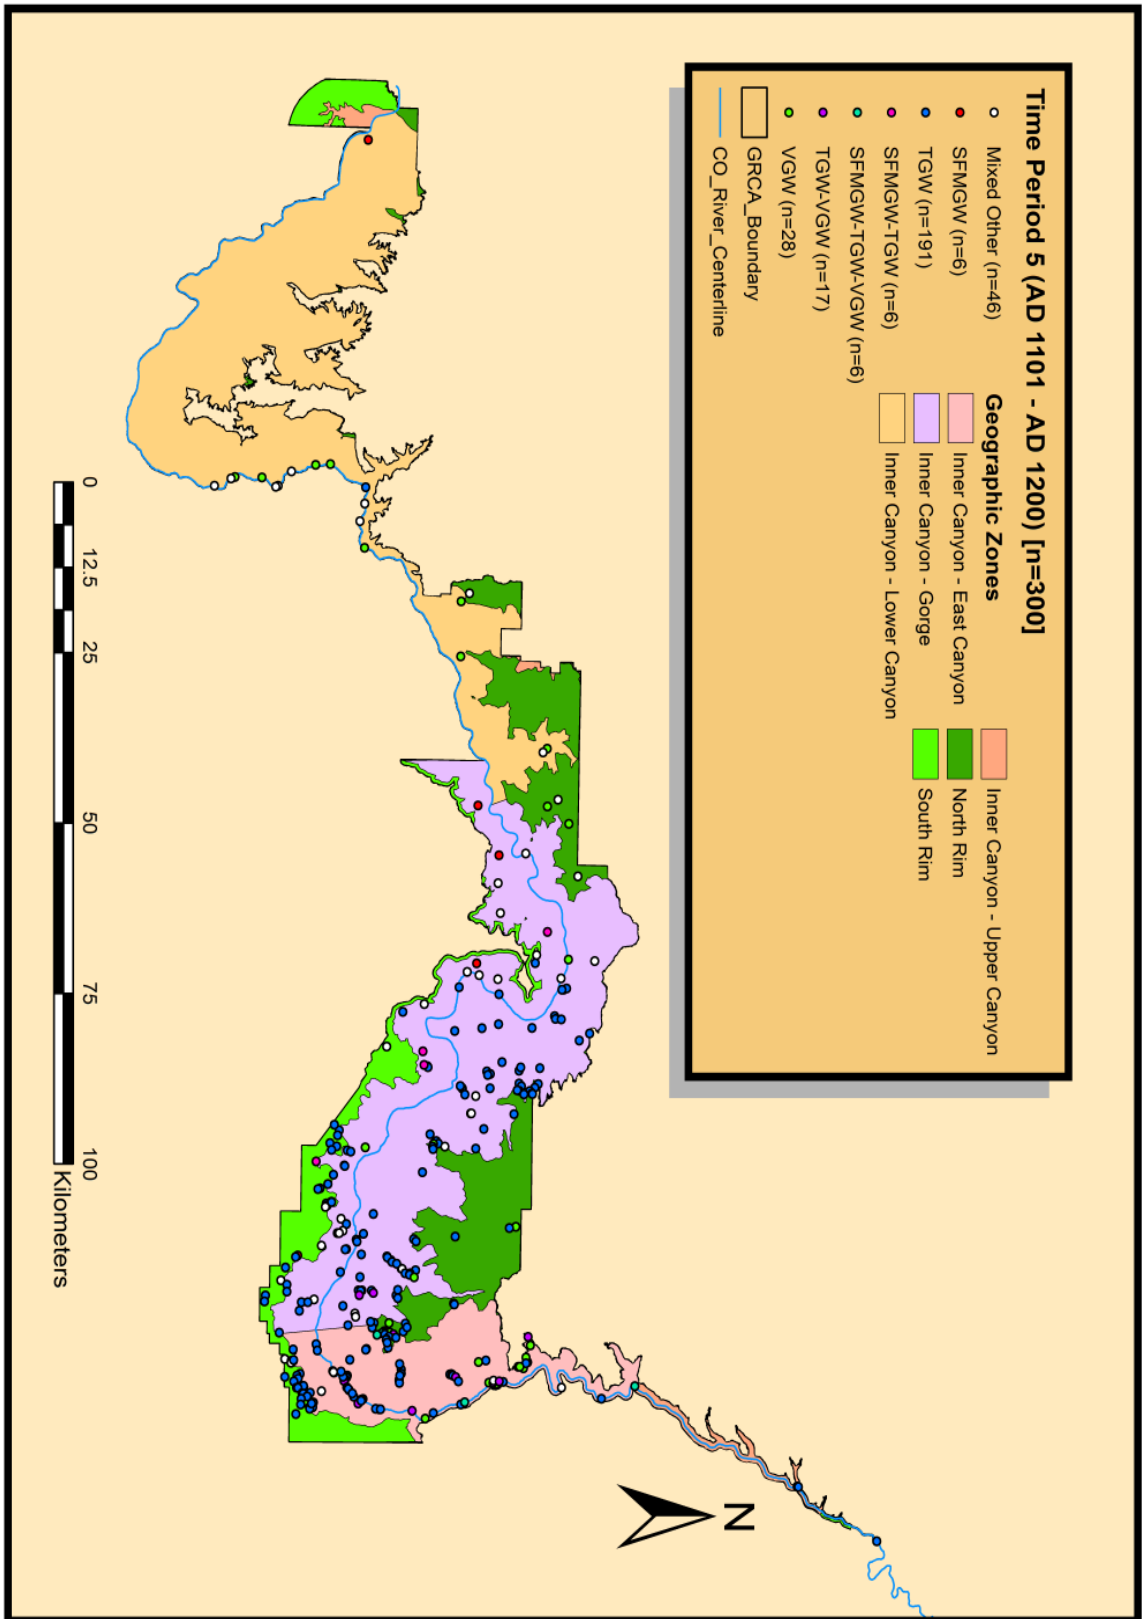 Time Period 5 (AD 1101 - AD 1200) [n=300]
Mixed Other (n=46)
SFMGW (n=6)
TGW (n=191)
SFMGW-TGW (n=6)
SFMGW-TGW-VGW (n=6)
TGW-VGW (n=17)
VGW (n=28)
GRCA_Boundary
CO_River_Centerline
Geographic Zones
Inner Canyon - East Canyon
Inner Canyon - Gorge
Inner Canyon - Lower Canyon
Inner Canyon - Upper Canyon
North Rim
South Rim
N
0 12.5 25 50 75 100
Kilometers